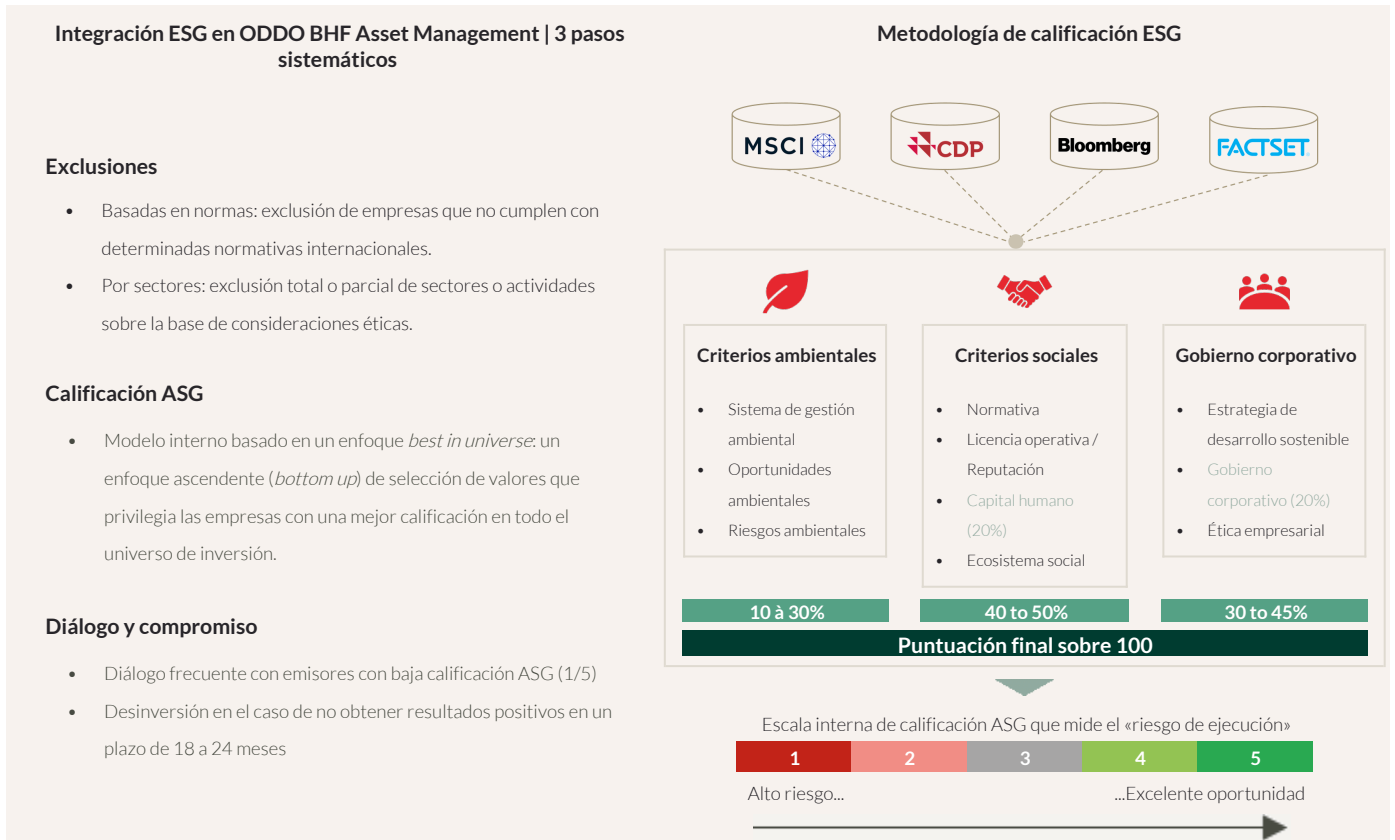 Integración ESG en ODDO BHF Asset Management | 3 pasos
sistemáticos
Exclusiones
• Basadas en normas: exclusión de empresas que no cumplen con
determinadas normativas internacionales.
• Por sectores: exclusión total o parcial de sectores o actividades
sobre la base de consideraciones éticas.
Calificación ASG
• Modelo interno basado en un enfoque best in universe: un
enfoque ascendente (bottom up) de selección de valores que
privilegia las empresas con una mejor calificación en todo el
universo de inversión.
Diálogo y compromiso
• Diálogo frecuente con emisores con baja calificación ASG (1/5)
• Desinversión en el caso de no obtener resultados positivos en un
plazo de 18 a 24 meses
Metodología de calificación ESG
MSCI
CDP
Bloomberg
FACTSET
Criterios ambientales
• Sistema de gestión
ambiental
• Oportunidades
ambientales
• Riesgos ambientales
10 à 30%
Criterios sociales
• Normativa
• Licencia operativa /
Reputación
• Capital humano
(20%)
• Ecosistema social
40 to 50%
Gobierno corporativo
• Estrategia de
desarrollo sostenible
• Gobierno
corporativo (20%)
• Ética empresarial
30 to 45%
Puntuación final sobre 100
Escala interna de calificación ASG que mide el «riesgo de ejecución»
1 2 3 4 5
Alto riesgo... ...Excelente oportunidad